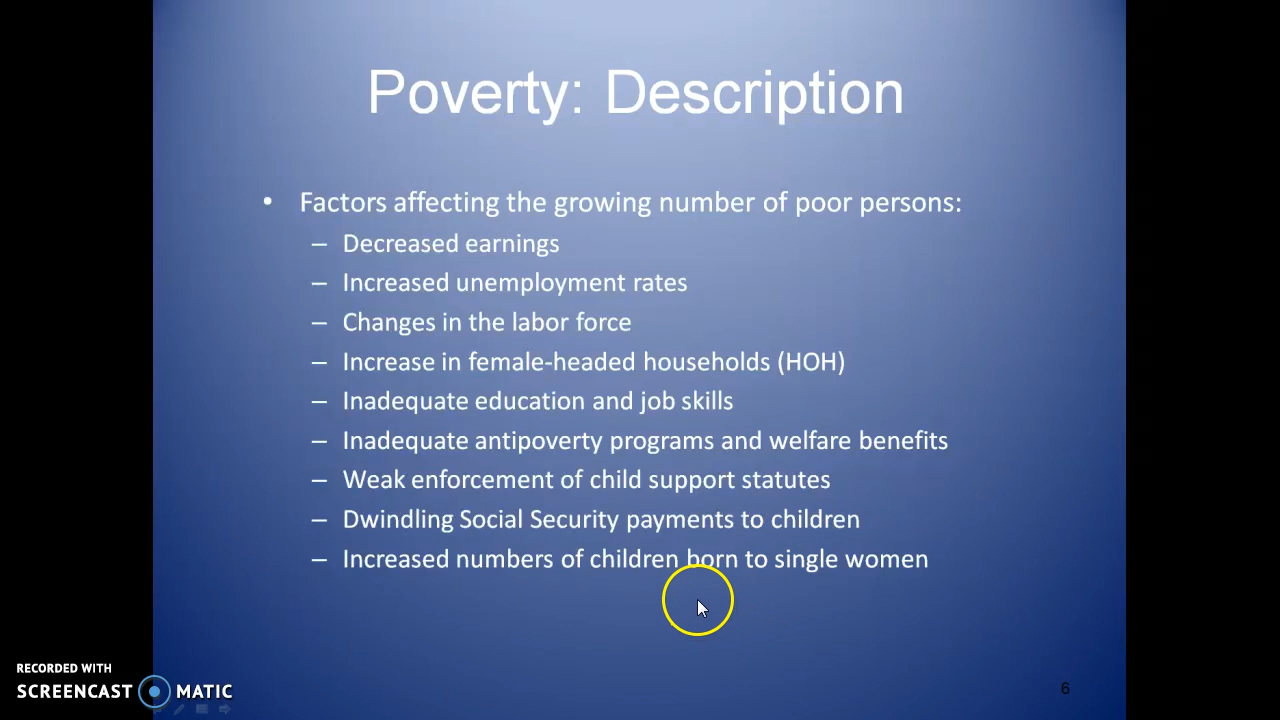 Poverty: Description
• Factors affecting the growing number of poor persons:
– Decreased earnings
– Increased unemployment rates
– Changes in the labor force
– Increase in female-headed households (HOH)
– Inadequate education and job skills
– Inadequate antipoverty programs and welfare benefits
– Weak enforcement of child support statutes
– Dwindling Social Security payments to children
– Increased numbers of children born to single women
RECORDED WITH
SCREENCAST MATIC
6